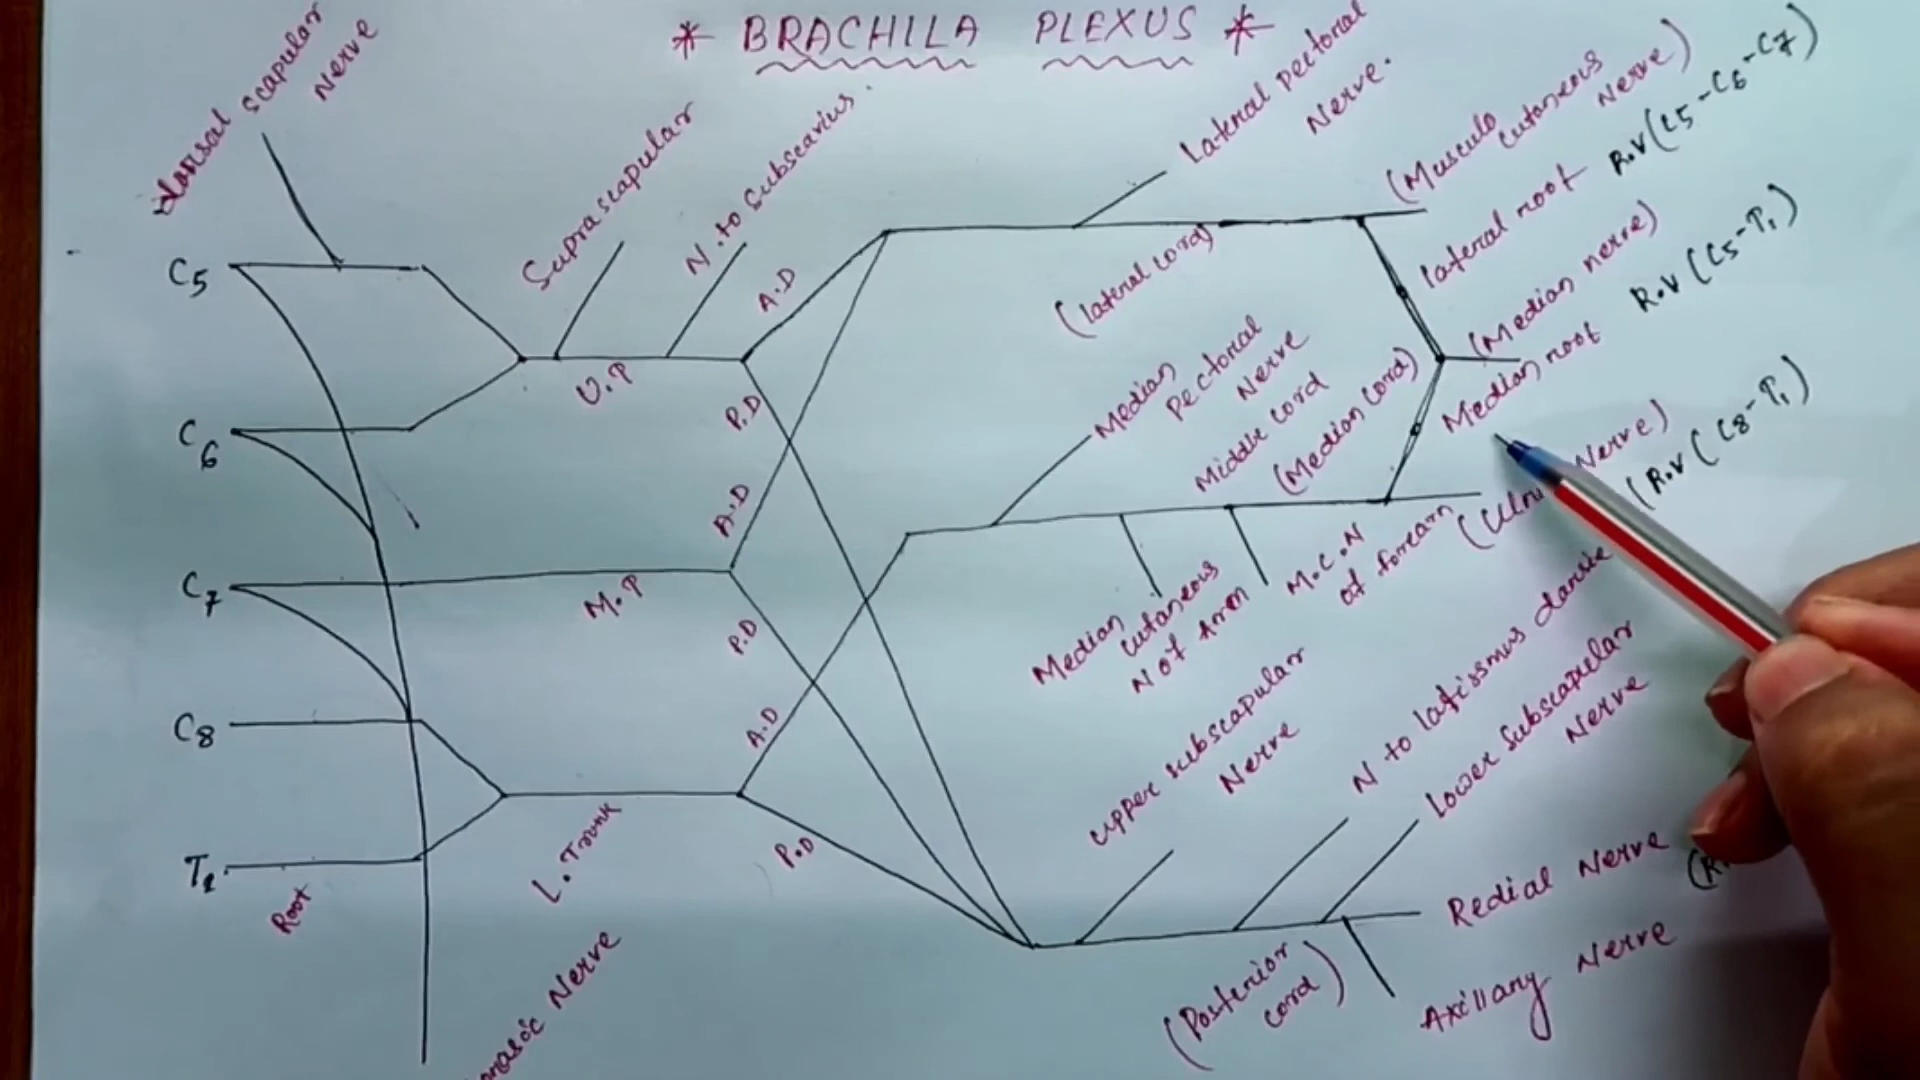 * BRACHILA PLEXUS *
dorsal scapular
Nerve
Suprascapular
N. to Subscavius.
Lateral pectoral
Nerve.
(Musculo
cutaneous
Nerve)
lateral root R.V (C5-C6-C7)
(Median nerve)
Median root R.V (C5-T1)
(Nerve)
(R.V (C8-T1)
C5
C6
C7
C8
T1
Root
U.P
M.P
L. Trunk
A.D
P.D
A.D
P.D
A.D
P.D
(lateral cord)
Median
pectorial
Nerve
Middle cord
(Median cord)
Median
cutaneous
N of Arm
M.C.N
of forearm
upper subscapular
Nerve
N to latissmus
Lower Subscapular
Nerve
Redial Nerve
Axillary Nerve
(Posterior
cord)
Nerve